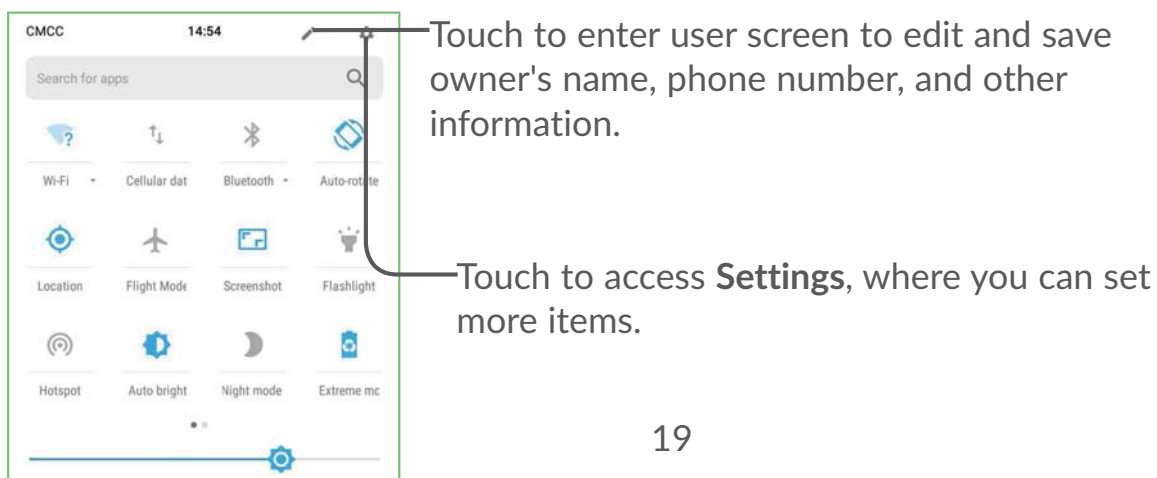 CMCC 14:54
Touch to enter user screen to edit and save
owner's name, phone number, and other
information.
Search for apps
Wi-Fi Cellular dat Bluetooth Auto-rotate
Touch to access Settings, where you can set
more items.
Location Flight Mode Screenshot Flashlight
Hotspot Auto bright Night mode Extreme mo
19